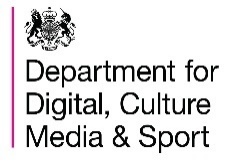 Department for
Digital, Culture
Media & Sport